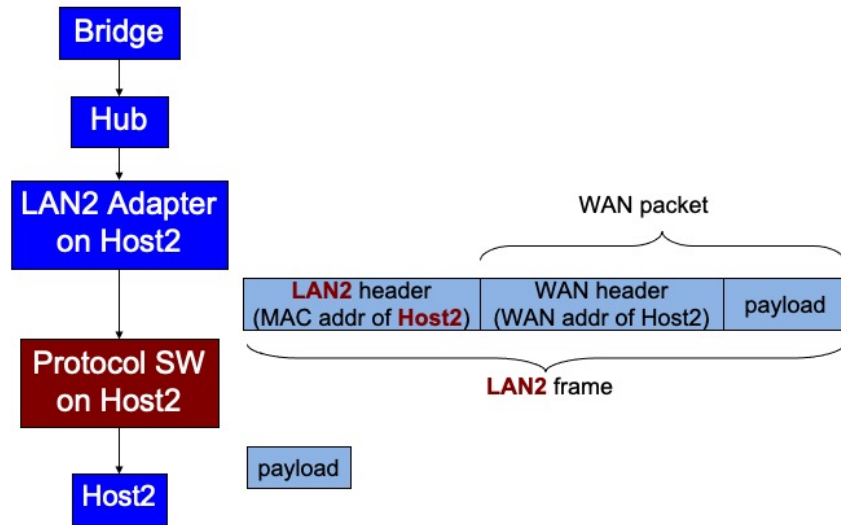 Bridge
Hub
LAN2 Adapter
on Host2
WAN packet
LAN2 header
(MAC addr of Host2)
WAN header
(WAN addr of Host2)
payload
LAN2 frame
Protocol SW
on Host2
payload
Host2